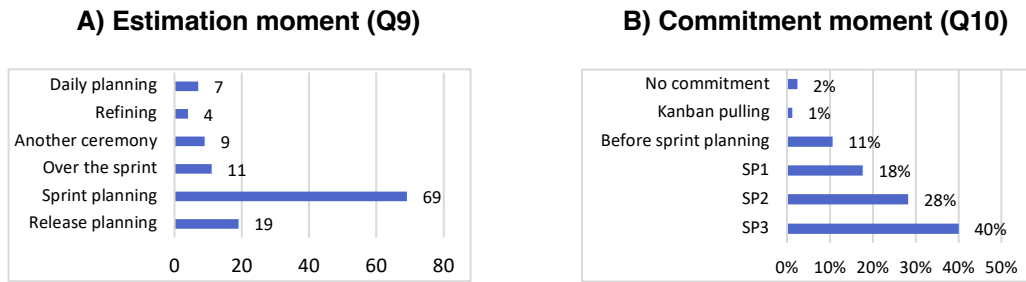 A) Estimation moment (Q9)
Daily planning 7
Refining 4
Another ceremony 9
Over the sprint 11
Sprint planning 69
Release planning 19
0 20 40 60 80
B) Commitment moment (Q10)
No commitment 2%
Kanban pulling 1%
Before sprint planning 11%
SP1 18%
SP2 28%
SP3 40%
0% 10% 20% 30% 40% 50%